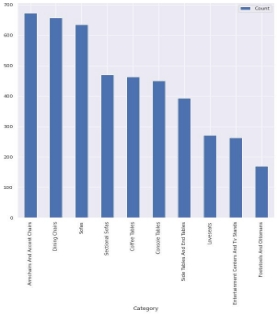 700
600
500
400
300
200
100
0
Count
Armchairs And Accent Chairs
Dining Chairs
Sofas
Sectional Sofas
Coffee Tables
Console Tables
Side Tables And End Tables
Loveseats
Entertainment Centers And Tv Stands
Footstools And Ottomans
Category